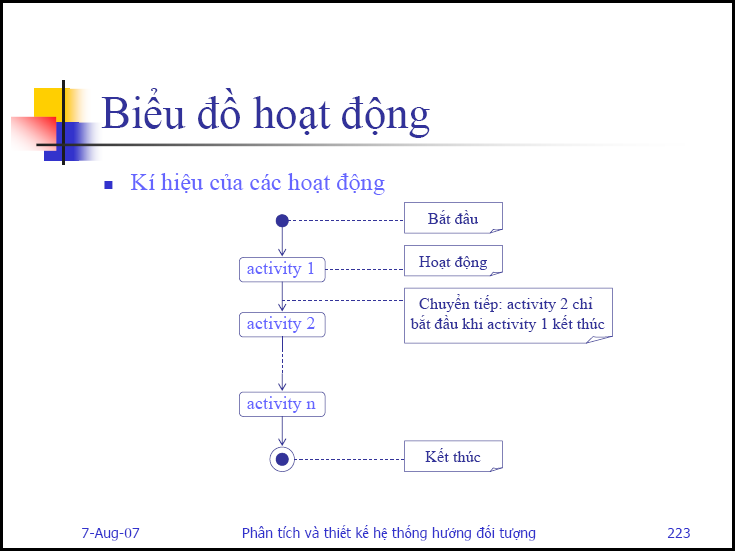 Biểu đồ hoạt động
Kí hiệu của các hoạt động
Bắt đầu
activity 1
Hoạt động
Chuyển tiếp: activity 2 chỉ
bắt đầu khi activity 1 kết thúc
activity 2
activity n
Kết thúc
7-Aug-07
Phân tích và thiết kế hệ thống hướng đối tượng
223